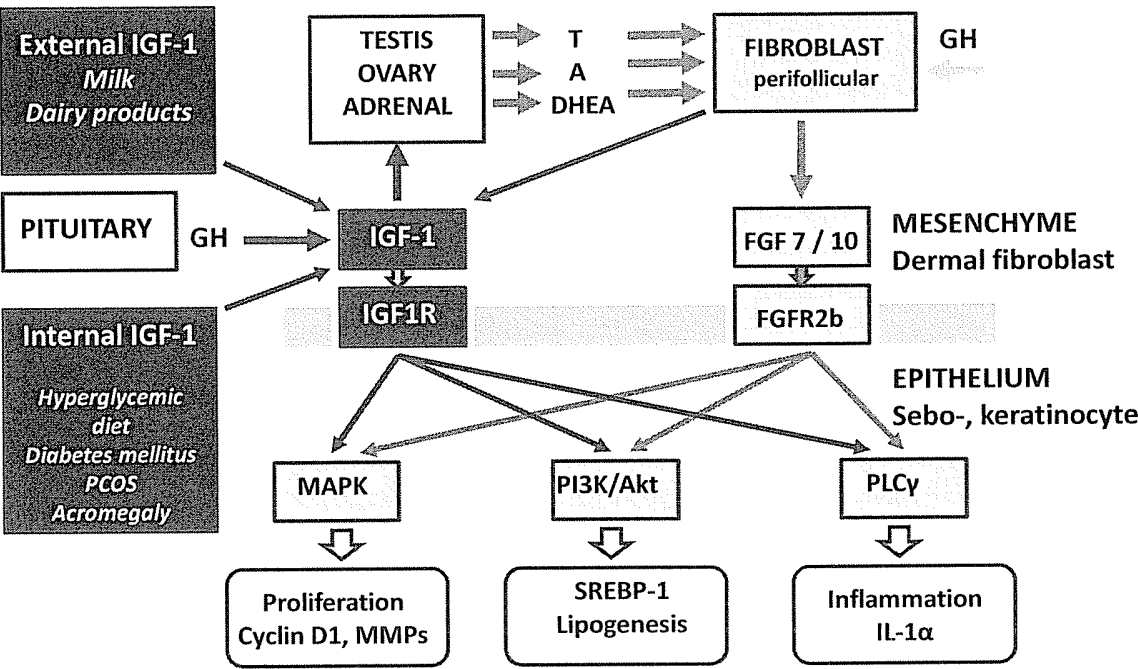 External IGF-1
Milk
Dairy products
TESTIS
OVARY
ADRENAL
T
A
DHEA
FIBROBLAST
perifollicular
GH
PITUITARY
GH
IGF-1
IGF1R
FGF 7 / 10
FGFR2b
MESENCHYME
Dermal fibroblast
Internal IGF-1
Hyperglycemic
diet
Diabetes mellitus
PCOS
Acromegaly
EPITHELIUM
Sebo-, keratinocyte
MAPK
PI3K/Akt
PLCγ
Proliferation
Cyclin D1, MMPs
SREBP-1
Lipogenesis
Inflammation
IL-1α